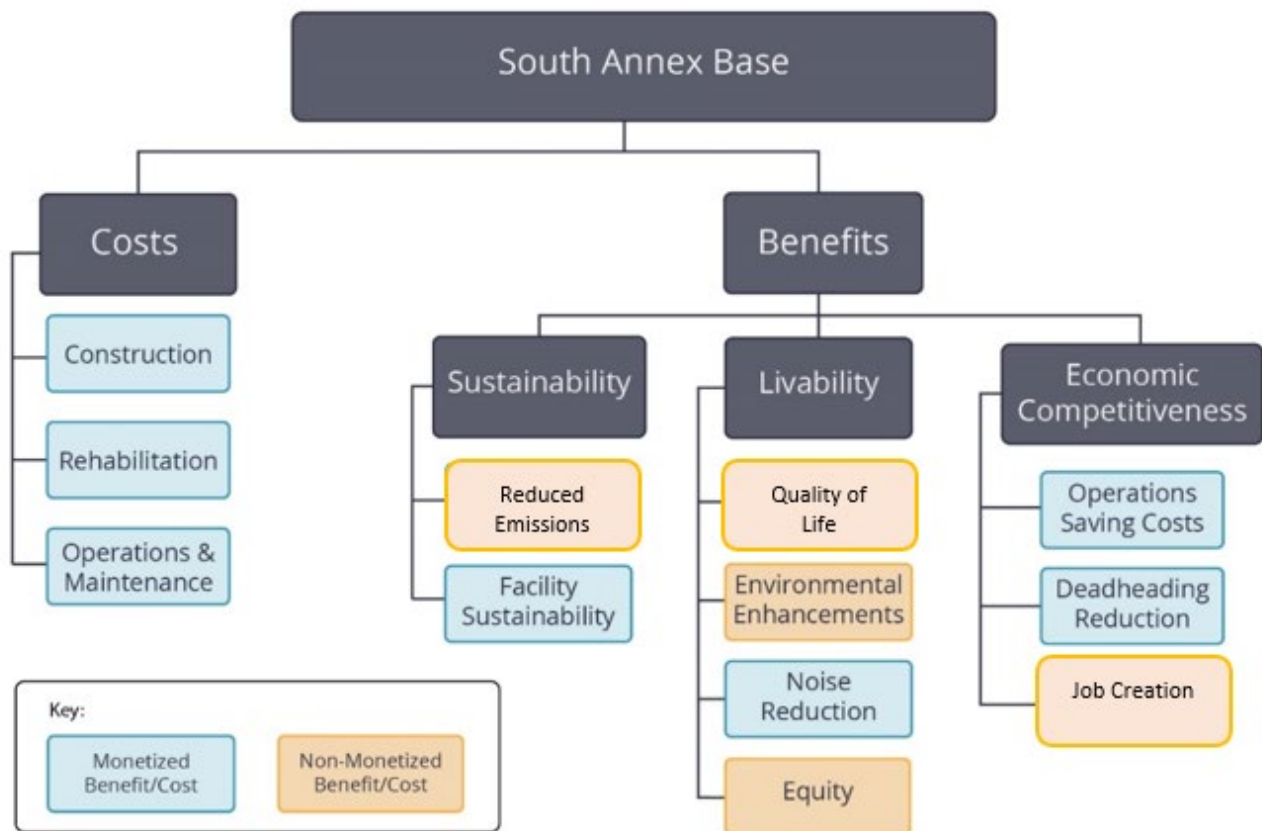 South Annex Base
Costs
Construction
Rehabilitation
Operations &
Maintenance
Benefits
Sustainability
Reduced
Emissions
Facility
Sustainability
Livability
Quality of
Life
Environmental
Enhancements
Noise
Reduction
Equity
Economic
Competitiveness
Operations
Saving Costs
Deadheading
Reduction
Job Creation
Key:
Monetized
Benefit/Cost
Non-Monetized
Benefit/Cost